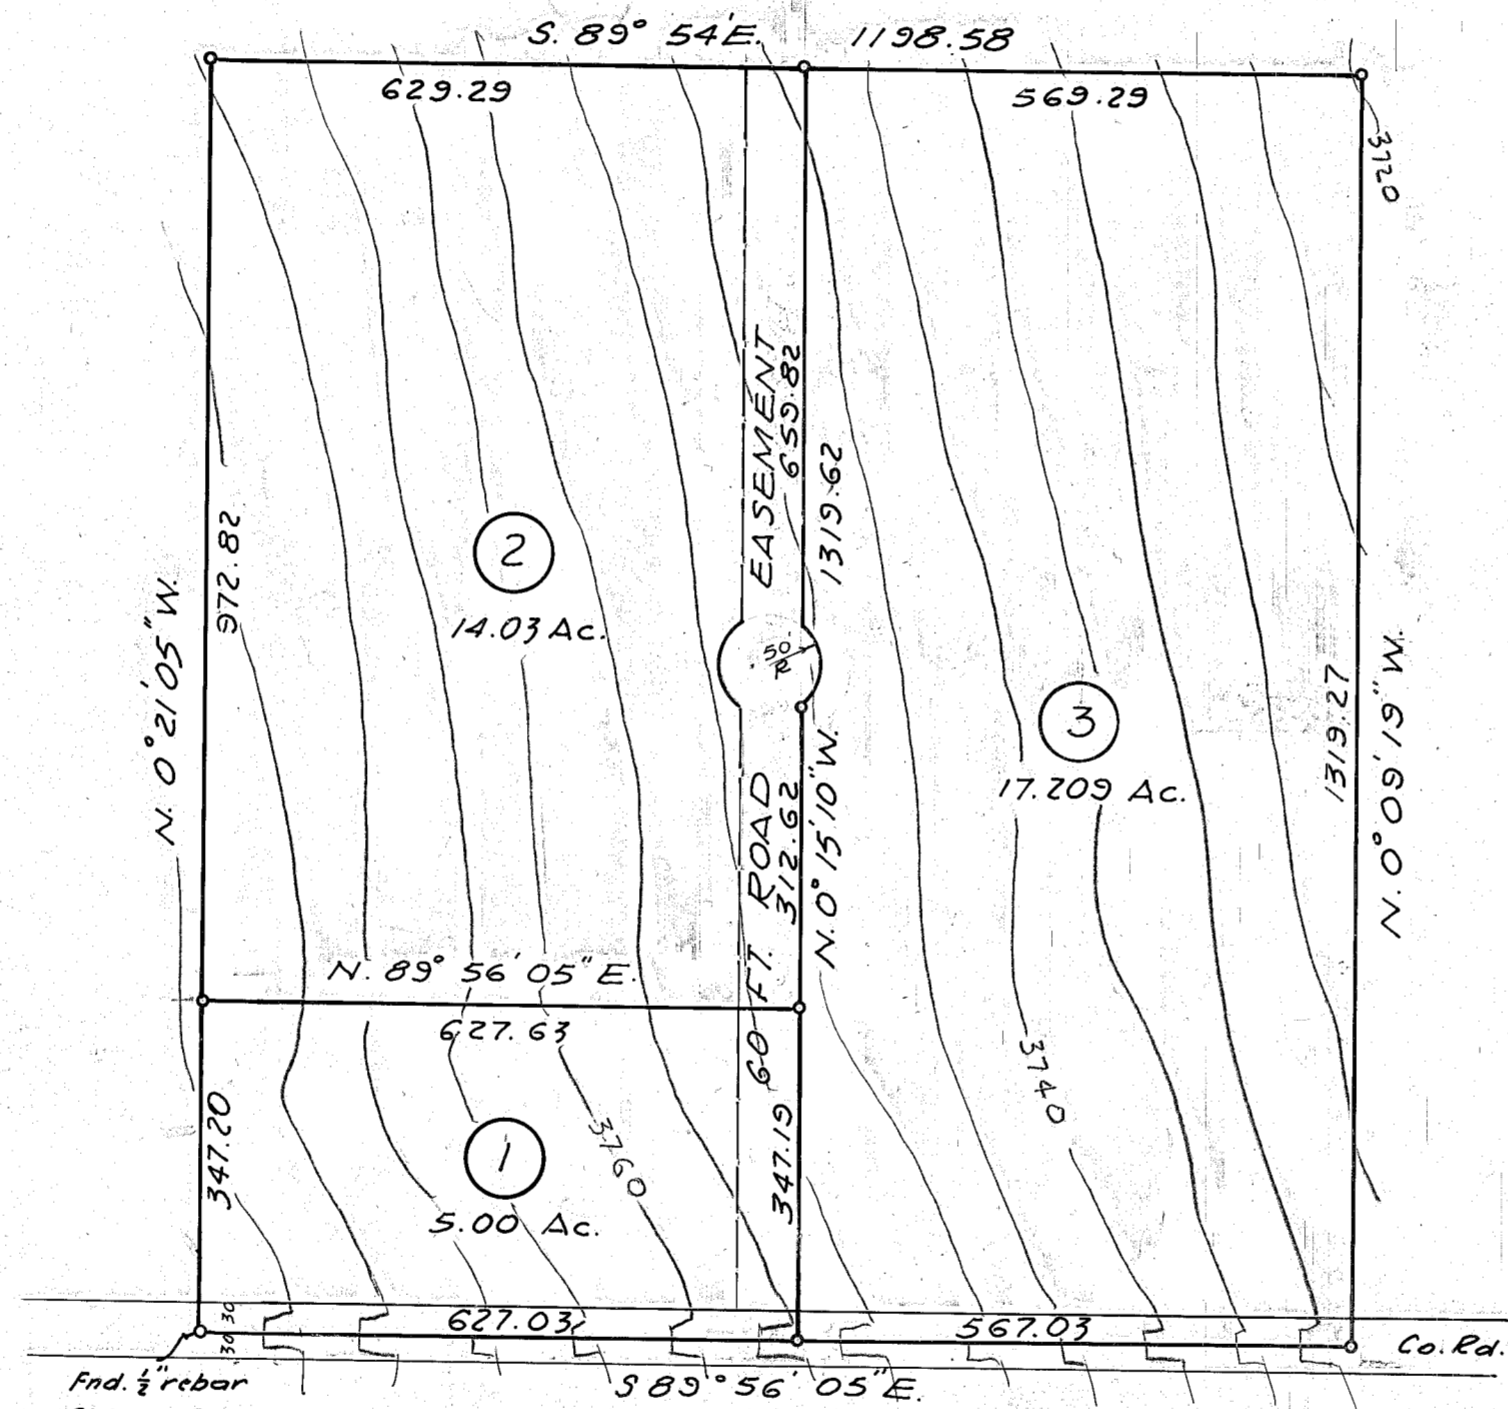 S. 89° 54' E. 1198.58
629.29
569.29
3720
EASEMENT
659.82
1319.62
972.82
N. 0° 21' 05" W.
2
14.03 Ac.
50'
R
3
17.209 Ac.
1319.27
N. 0° 09' 19" W.
60 FT. ROAD
312.62
N. 0° 15' 10" W.
N. 89° 56' 05" E.
627.63
3740
347.20
1
5.00 Ac.
3760
347.19
30
30
627.03
567.03
Co. Rd.
Fnd. ½" rebar
S 89° 56' 05" E.